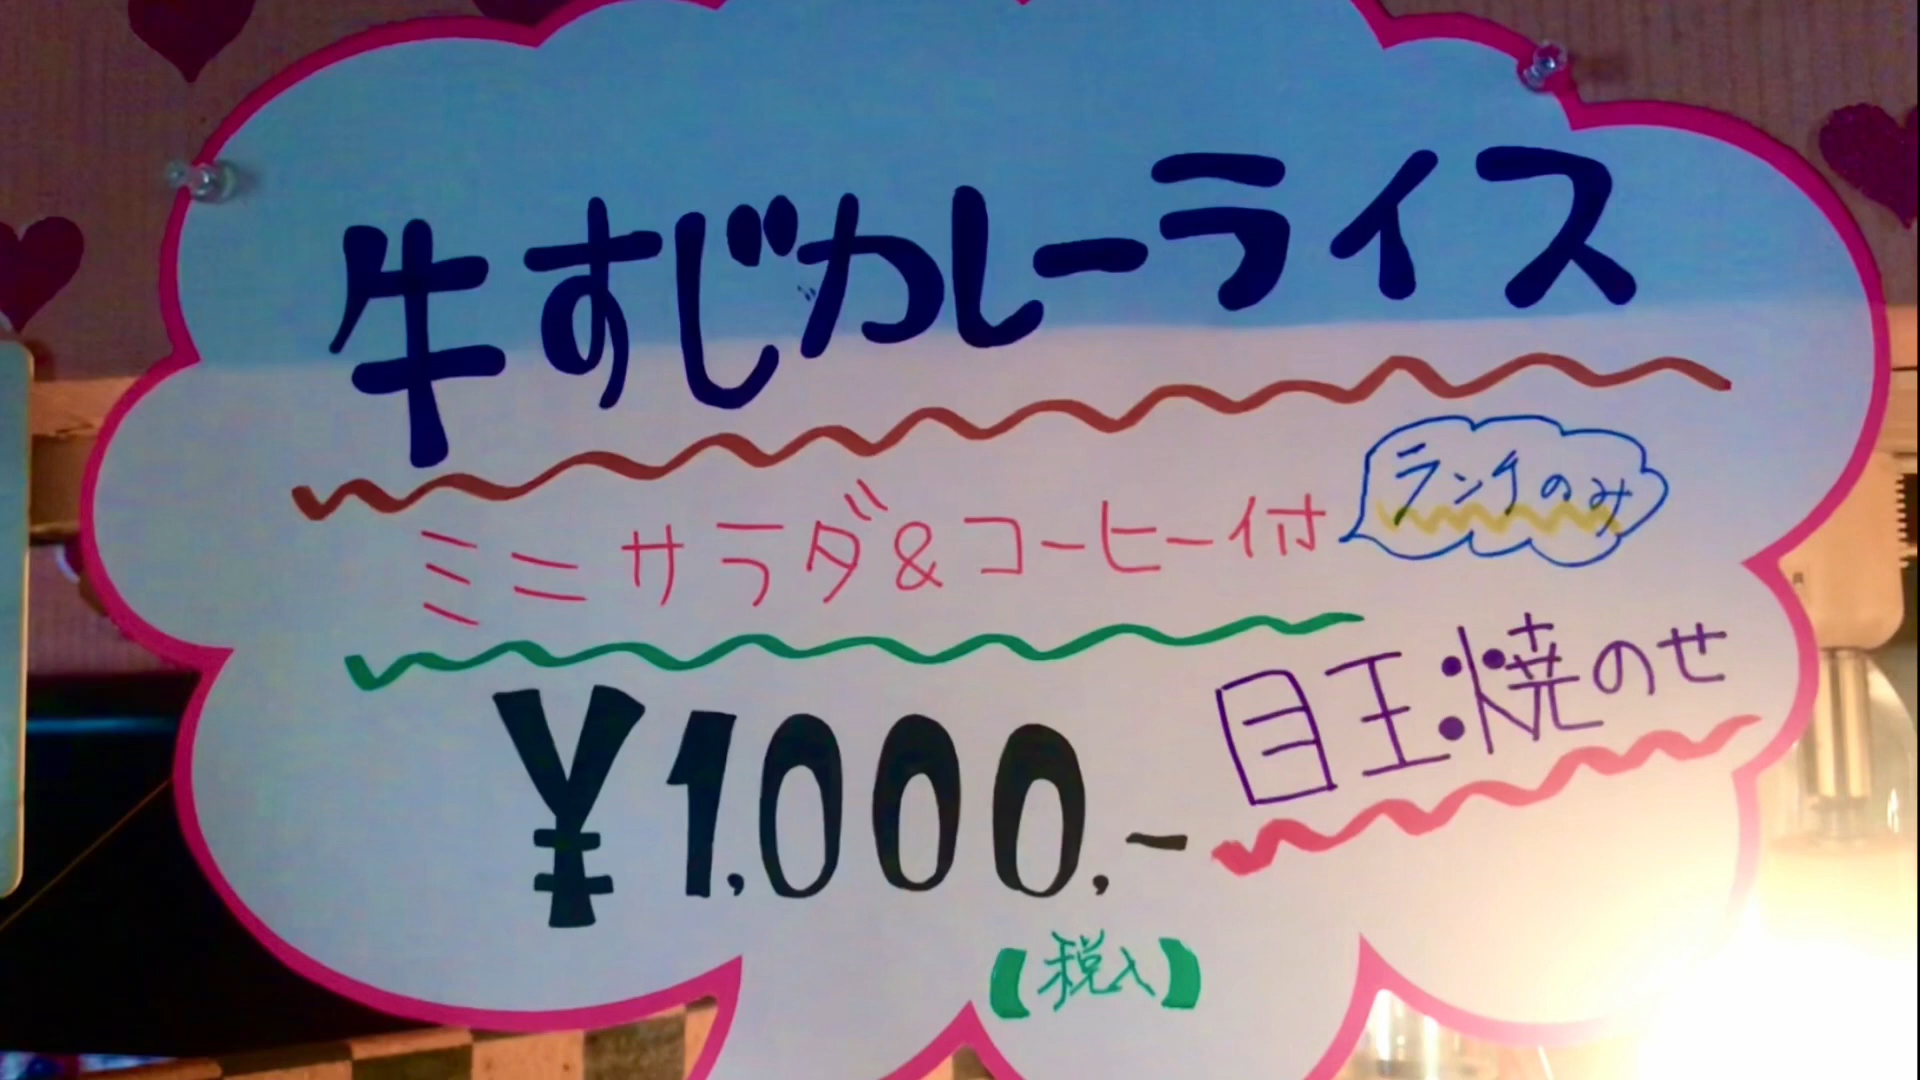 牛すじカレーライス
ミニサラダ&コーヒー付
ランチのみ
目玉焼のせ
¥1,000,-
【税込】